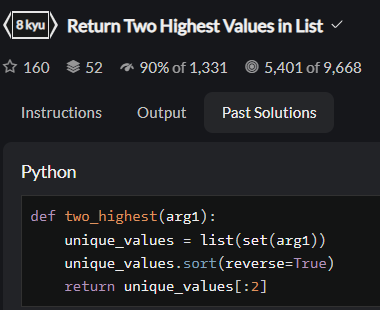 8 kyu Return Two Highest Values in List
160 52 90% of 1,331 5,401 of 9,668
Instructions Output Past Solutions
Python
def two_highest(arg1):
    unique_values = list(set(arg1))
    unique_values.sort(reverse=True)
    return unique_values[:2]